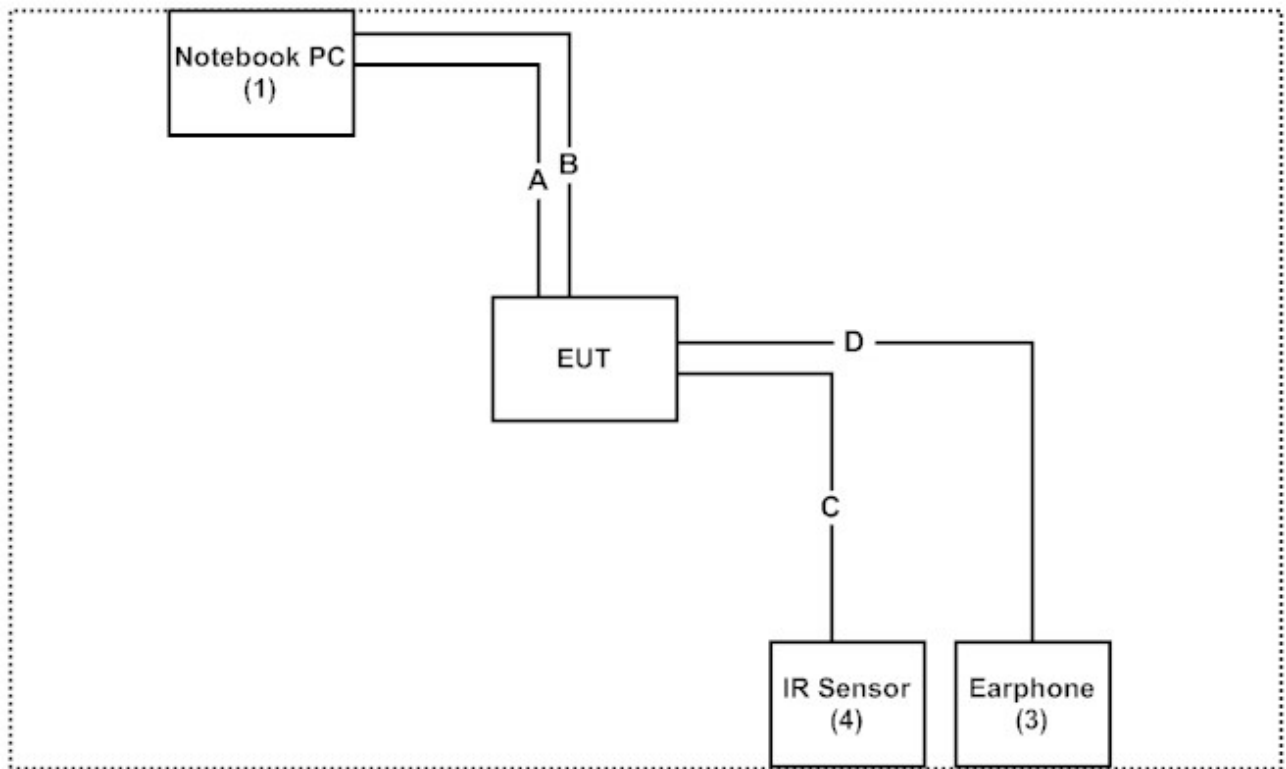 Notebook PC
(1)
B
A
EUT
D
C
IR Sensor
(4)
Earphone
(3)